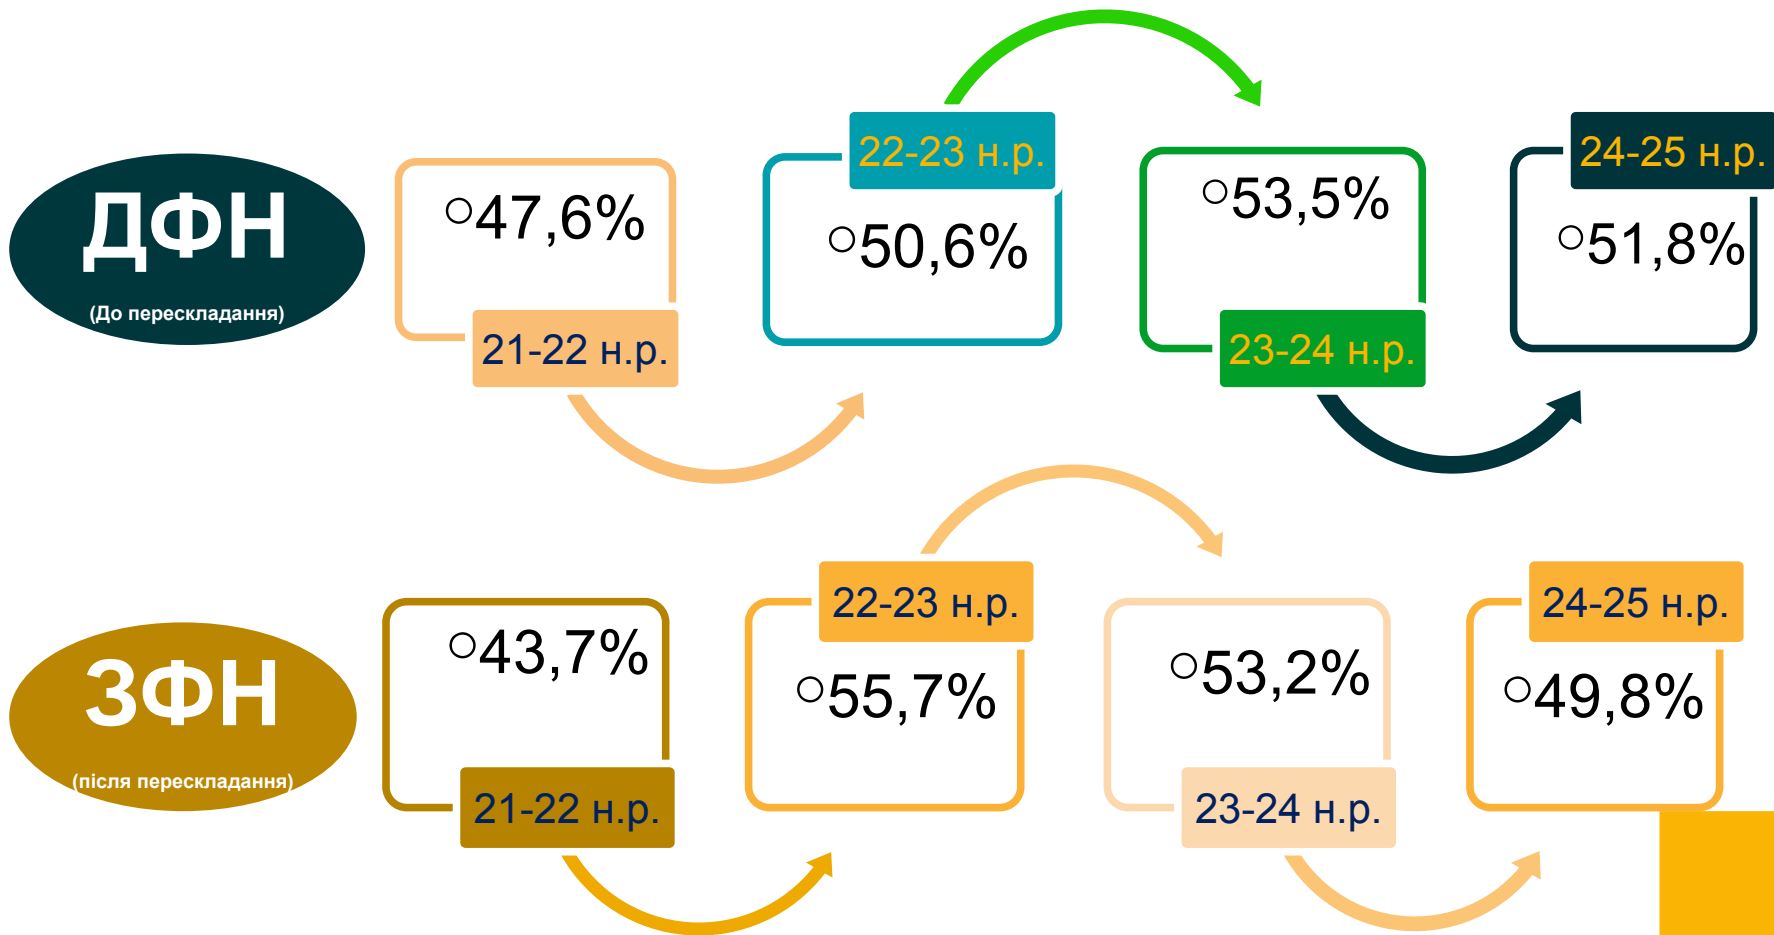 ДФН
(До перескладання)
○47,6%
21-22 н.р.
22-23 н.р.
○50,6%
○53,5%
23-24 н.р.
24-25 н.р.
○51,8%
ЗФН
(після перескладання)
○43,7%
21-22 н.р.
22-23 н.р.
○55,7%
○53,2%
23-24 н.р.
24-25 н.р.
○49,8%